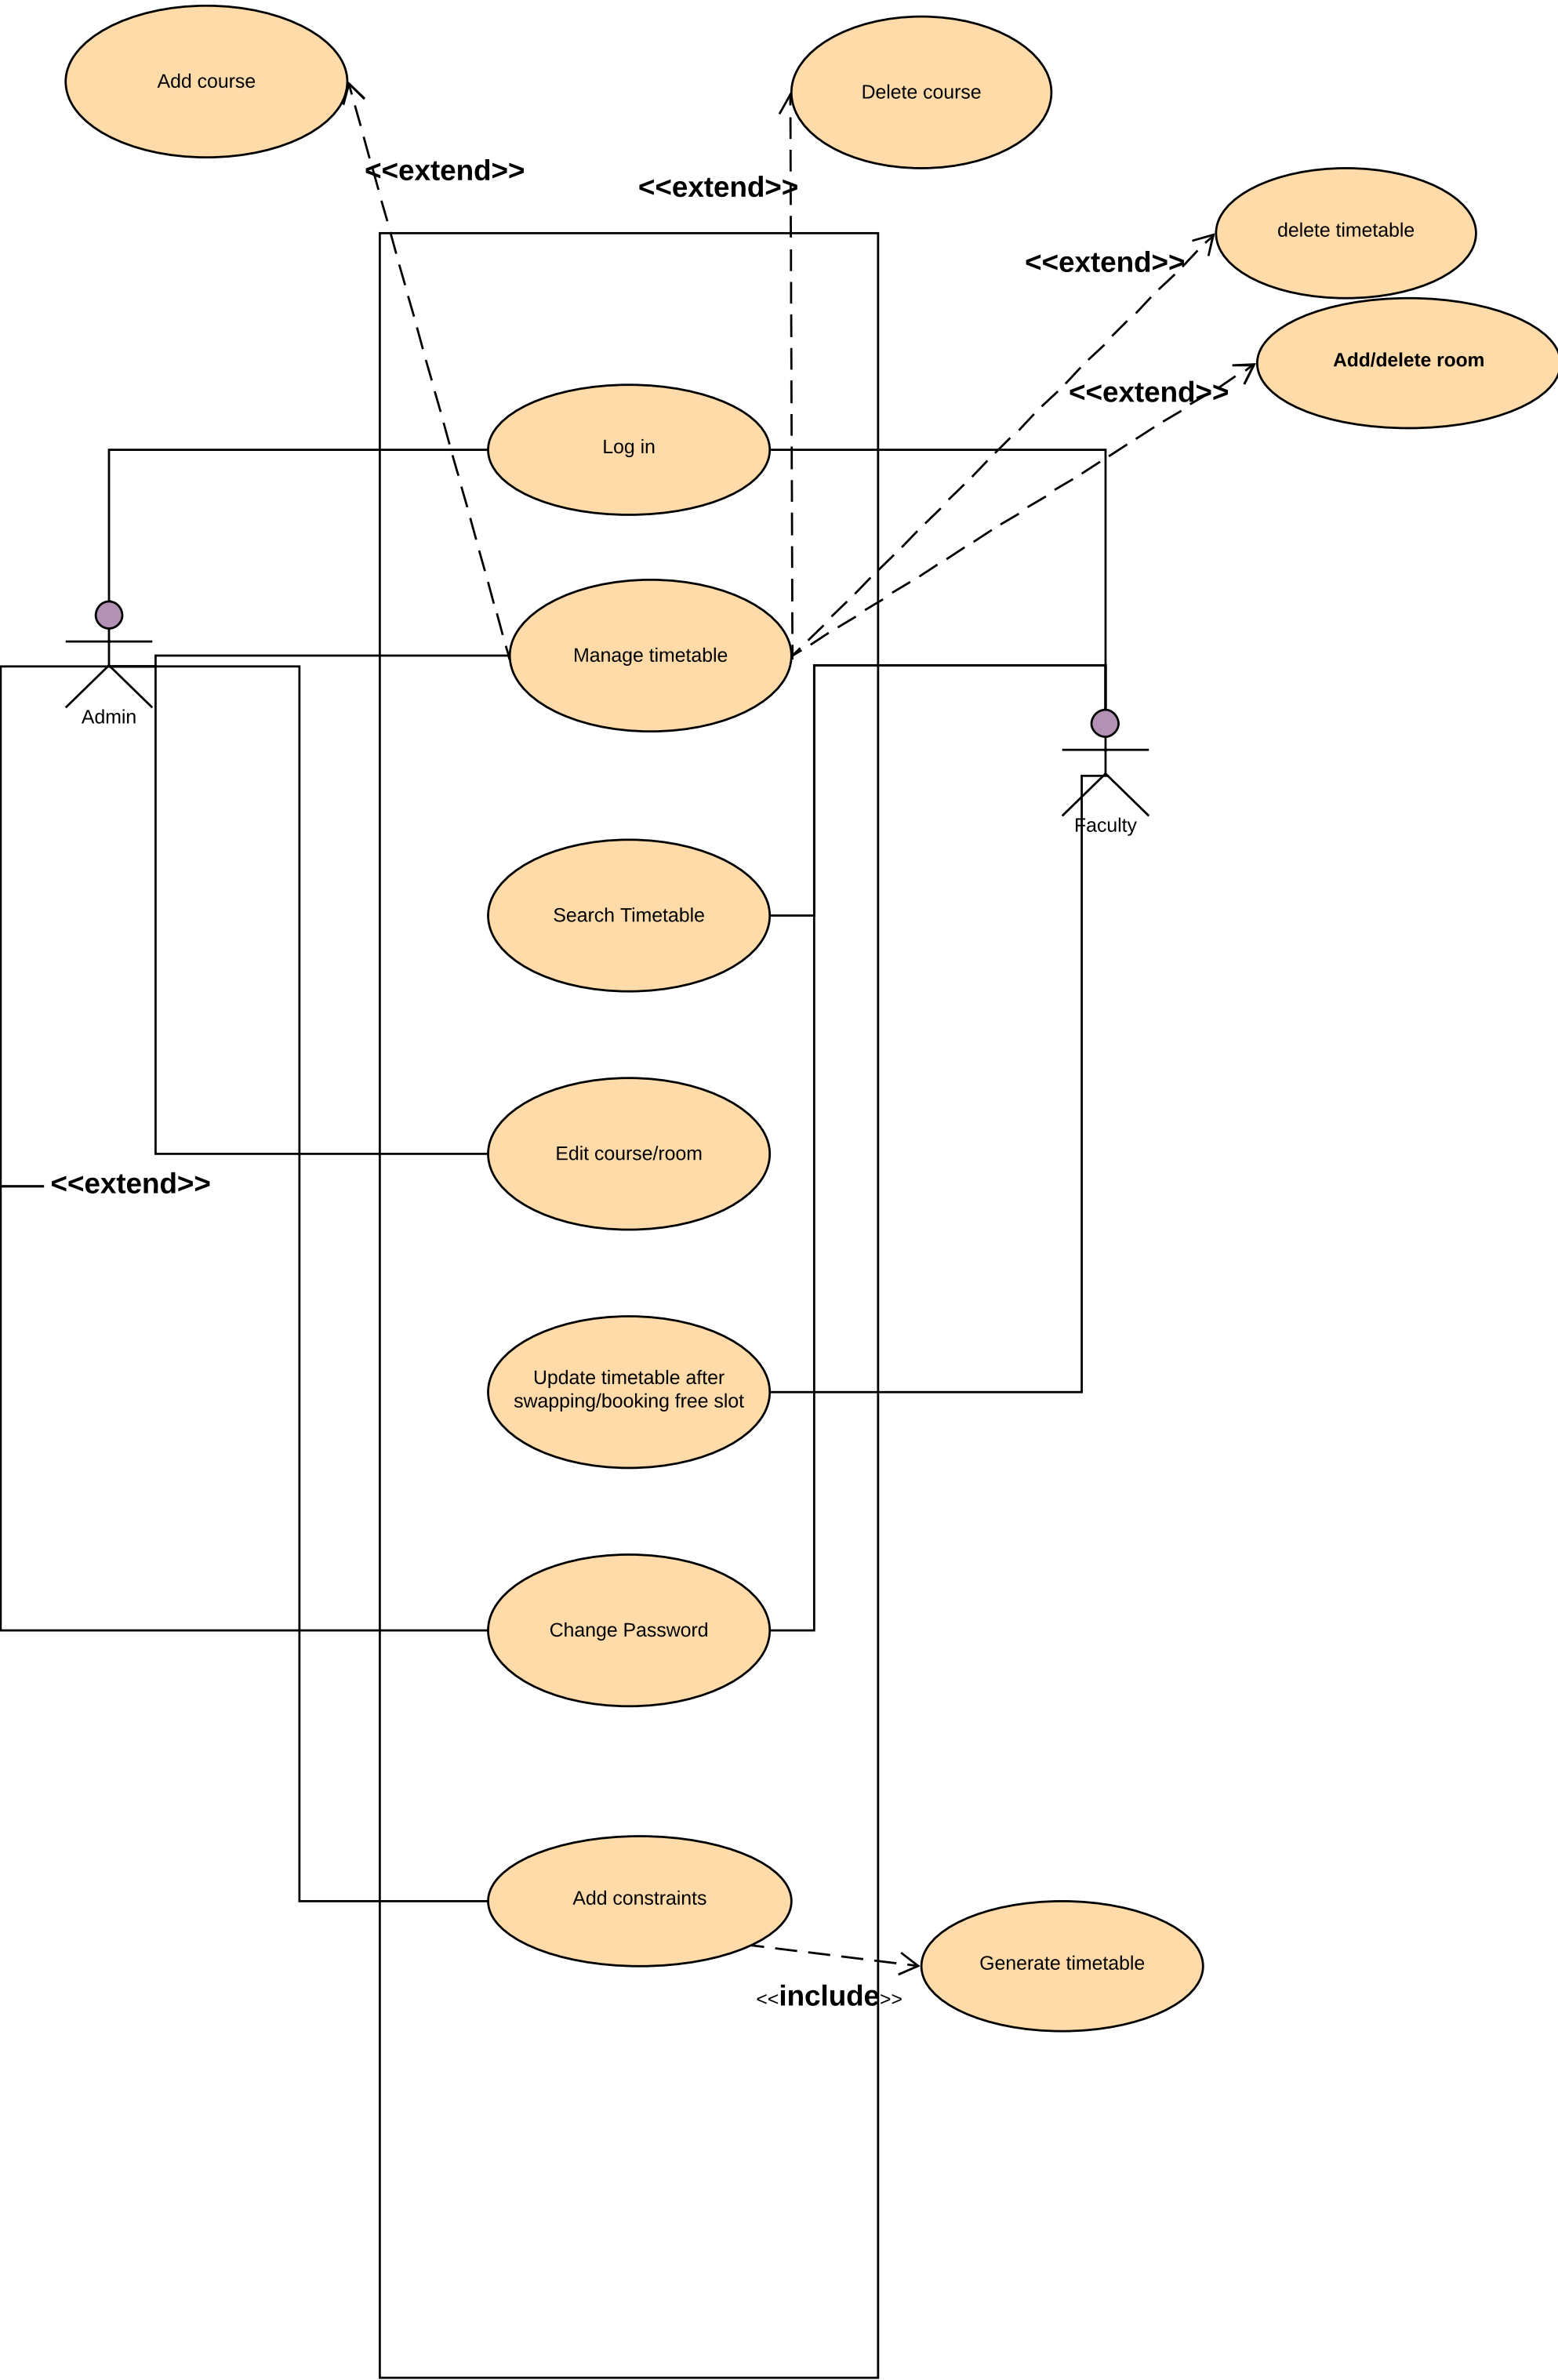 Add course
Delete course
<<extend>>
<<extend>>
delete timetable
<<extend>>
Add/delete room
<<extend>>
Log in
Manage timetable
Admin
Faculty
Search Timetable
Edit course/room
<<extend>>
Update timetable after
swapping/booking free slot
Change Password
Add constraints
Generate timetable
<<include>>